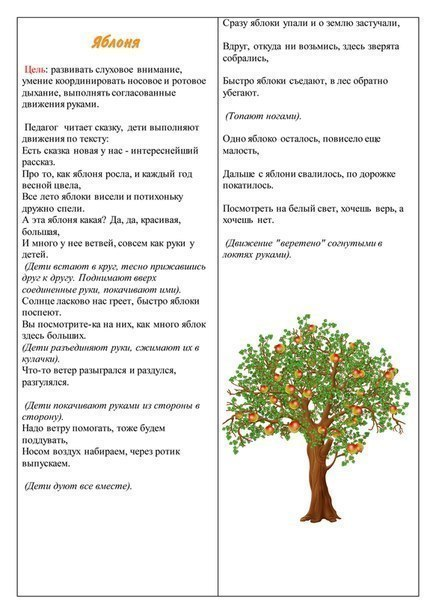 Яблоня
Цель: развивать слуховое внимание,
умение координировать носовое и ротовое
дыхание, выполнять согласованные
движения руками.
Педагог читает сказку, дети выполняют
движения по тексту:
Есть сказка новая у нас - интереснейший
рассказ.
Про то, как яблоня росла, и каждый год
весной цвела,
Все лето яблоки висели и потихоньку
дружно спели.
А эта яблоня какая? Да, да, красивая,
большая,
И много у нее ветвей, совсем как руки у
детей.
(Дети встают в круг, тесно прижавшись
друг к другу. Поднимают вверх
соединенные руки, покачивают ими).
Солнце ласково нас греет, быстро яблоки
поспеют.
Вы посмотрите-ка на них, как много яблок
здесь больших.
(Дети разъединяют руки, сжимают их в
кулачки).
Что-то ветер разыгрался и раздулся,
разгулялся.
(Дети покачивают руками из стороны в
сторону).
Надо ветру помогать, тоже будем
поддувать,
Носом воздух набираем, через ротик
выпускаем.
(Дети дуют все вместе).
Сразу яблоки упали и о землю застучали,
Вдруг, откуда ни возьмись, здесь зверята
собрались,
Быстро яблоки съедают, в лес обратно
убегают.
(Топают ногами).
Одно яблоко осталось, повисело еще
малость,
Дальше с яблони свалилось, по дорожке
покатилось.
Посмотреть на белый свет, хочешь верь, а
хочешь нет.
(Движение "веретено" согнутыми в
локтях руками).